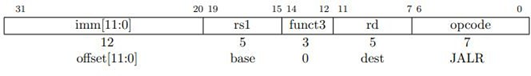 31 20 19 15 14 12 11 7 6 0
imm[11:0] rs1 funct3 rd opcode
12 5 3 5 7
offset[11:0] base 0 dest JALR